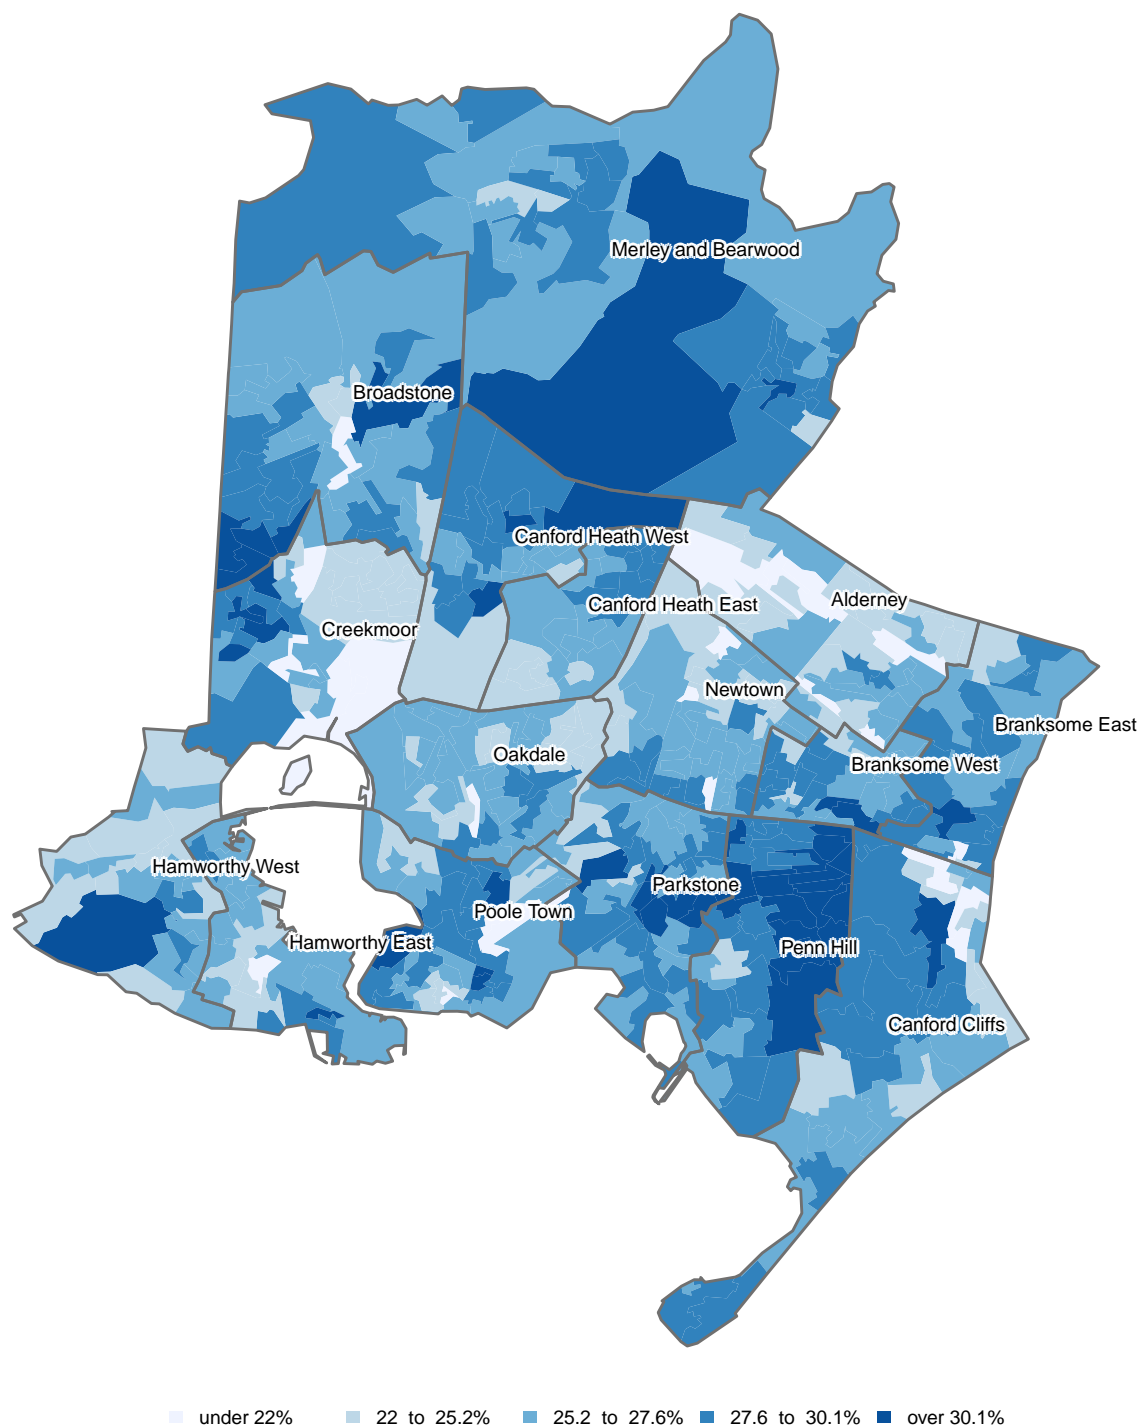 Merley and Bearwood
Broadstone
Canford Heath West
Canford Heath East
Alderney
Creekmoor
Newtown
Branksome East
Oakdale
Branksome West
Hamworthy West
Parkstone
Poole Town
Hamworthy East
Penn Hill
Canford Cliffs
under 22% 22 to 25.2% 25.2 to 27.6% 27.6 to 30.1% over 30.1%